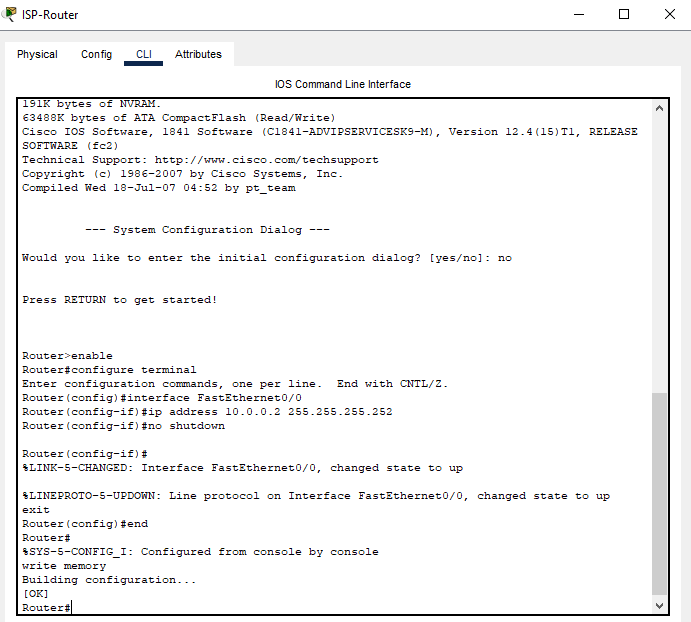 ISP-Router
Physical Config CLI Attributes
IOS Command Line Interface
191K bytes of NVRAM.
63488K bytes of ATA CompactFlash (Read/Write)
Cisco IOS Software, 1841 Software (C1841-ADVIPSERVICESK9-M), Version 12.4(15)T1, RELEASE
SOFTWARE (fc2)
Technical Support: http://www.cisco.com/techsupport
Copyright (c) 1986-2007 by Cisco Systems, Inc.
Compiled Wed 18-Jul-07 04:52 by pt_team
--- System Configuration Dialog ---
Would you like to enter the initial configuration dialog? [yes/no]: no
Press RETURN to get started!
Router>enable
Router#configure terminal
Enter configuration commands, one per line.  End with CNTL/Z.
Router(config)#interface FastEthernet0/0
Router(config-if)#ip address 10.0.0.2 255.255.255.252
Router(config-if)#no shutdown
Router(config-if)#
%LINK-5-CHANGED: Interface FastEthernet0/0, changed state to up
%LINEPROTO-5-UPDOWN: Line protocol on Interface FastEthernet0/0, changed state to up
exit
Router(config)#end
Router#
%SYS-5-CONFIG_I: Configured from console by console
write memory
Building configuration...
[OK]
Router#